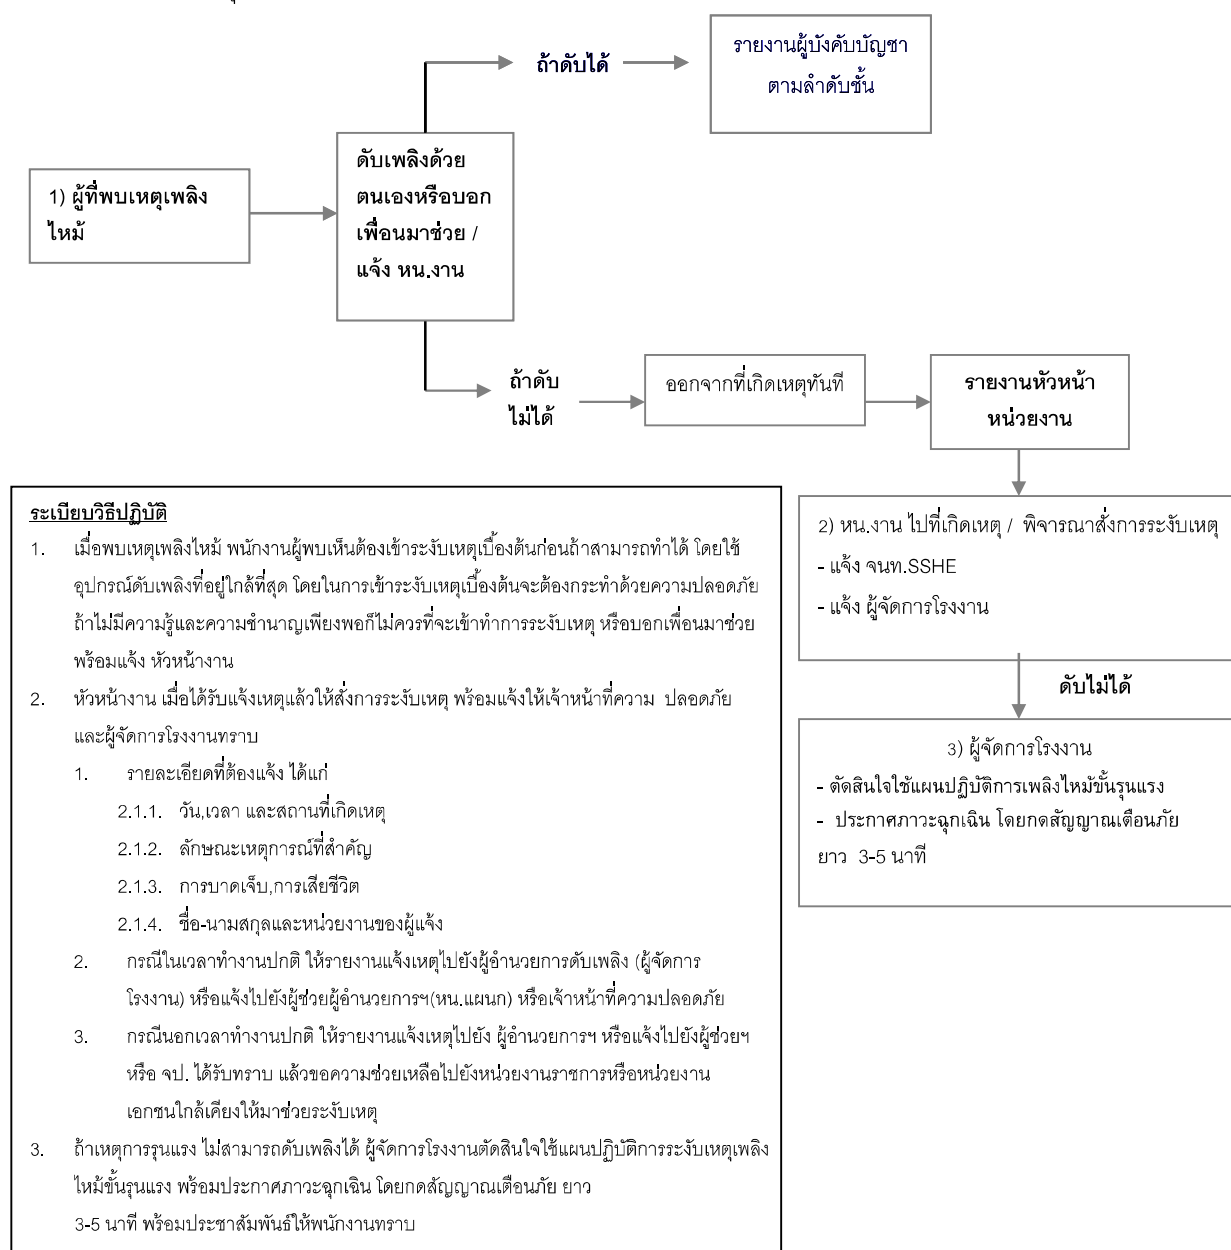 รายงานผู้บังคับบัญชา
ตามลำดับชั้น
ถ้าดับได้
ดับเพลิงด้วย
ตนเองหรือบอก
เพื่อนมาช่วย /
แจ้ง หน.งาน
1) ผู้ที่พบเหตุเพลิง
ไหม้
ถ้าดับ
ไม่ได้
ออกจากที่เกิดเหตุทันที
รายงานหัวหน้า
หน่วยงาน
2) หน.งาน ไปที่เกิดเหตุ / พิจารณาสั่งการระงับเหตุ
- แจ้ง จนท.SSHE
- แจ้ง ผู้จัดการโรงงาน
ดับไม่ได้
3) ผู้จัดการโรงงาน
- ตัดสินใจใช้แผนปฏิบัติการเพลิงไหม้ขั้นรุนแรง
- ประกาศภาวะฉุกเฉิน โดยกดสัญญาณเตือนภัย
ยาว 3-5 นาที
ระเบียบวิธีปฏิบัติ
1. เมื่อพบเหตุเพลิงไหม้ พนักงานผู้พบเห็นต้องเข้าระงับเหตุเบื้องต้นก่อนถ้าสามารถทำได้ โดยใช้
อุปกรณ์ดับเพลิงที่อยู่ใกล้ที่สุด โดยในการเข้าระงับเหตุเบื้องต้นจะต้องกระทำด้วยความปลอดภัย
ถ้าไม่มีความรู้และความชำนาญเพียงพอก็ไม่ควรที่จะเข้าทำการระงับเหตุ หรือบอกเพื่อนมาช่วย
พร้อมแจ้ง หัวหน้างาน
2. หัวหน้างาน เมื่อได้รับแจ้งเหตุแล้วให้สั่งการระงับเหตุ พร้อมแจ้งให้เจ้าหน้าที่ความ ปลอดภัย
และผู้จัดการโรงงานทราบ
1. รายละเอียดที่ต้องแจ้ง ได้แก่
2.1.1. วัน,เวลา และสถานที่เกิดเหตุ
2.1.2. ลักษณะเหตุการณ์ที่สำคัญ
2.1.3. การบาดเจ็บ,การเสียชีวิต
2.1.4. ชื่อ-นามสกุลและหน่วยงานของผู้แจ้ง
2. กรณีในเวลาทำงานปกติ ให้รายงานแจ้งเหตุไปยังผู้อำนวยการดับเพลิง (ผู้จัดการ
โรงงาน) หรือแจ้งไปยังผู้ช่วยผู้อำนวยการฯ(หน.แผนก) หรือเจ้าหน้าที่ความปลอดภัย
3. กรณีนอกเวลาทำงานปกติ ให้รายงานแจ้งเหตุไปยัง ผู้อำนวยการฯ หรือแจ้งไปยังผู้ช่วยฯ
หรือ จป. ได้รับทราบ แล้วขอความช่วยเหลือไปยังหน่วยงานราชการหรือหน่วยงาน
เอกชนใกล้เคียงให้มาช่วยระงับเหตุ
3. ถ้าเหตุการรุนแรง ไม่สามารถดับเพลิงได้ ผู้จัดการโรงงานตัดสินใจใช้แผนปฏิบัติการระงับเหตุเพลิง
ไหม้ขั้นรุนแรง พร้อมประกาศภาวะฉุกเฉิน โดยกดสัญญาณเตือนภัย ยาว
3-5 นาที พร้อมประชาสัมพันธ์ให้พนักงานทราบ